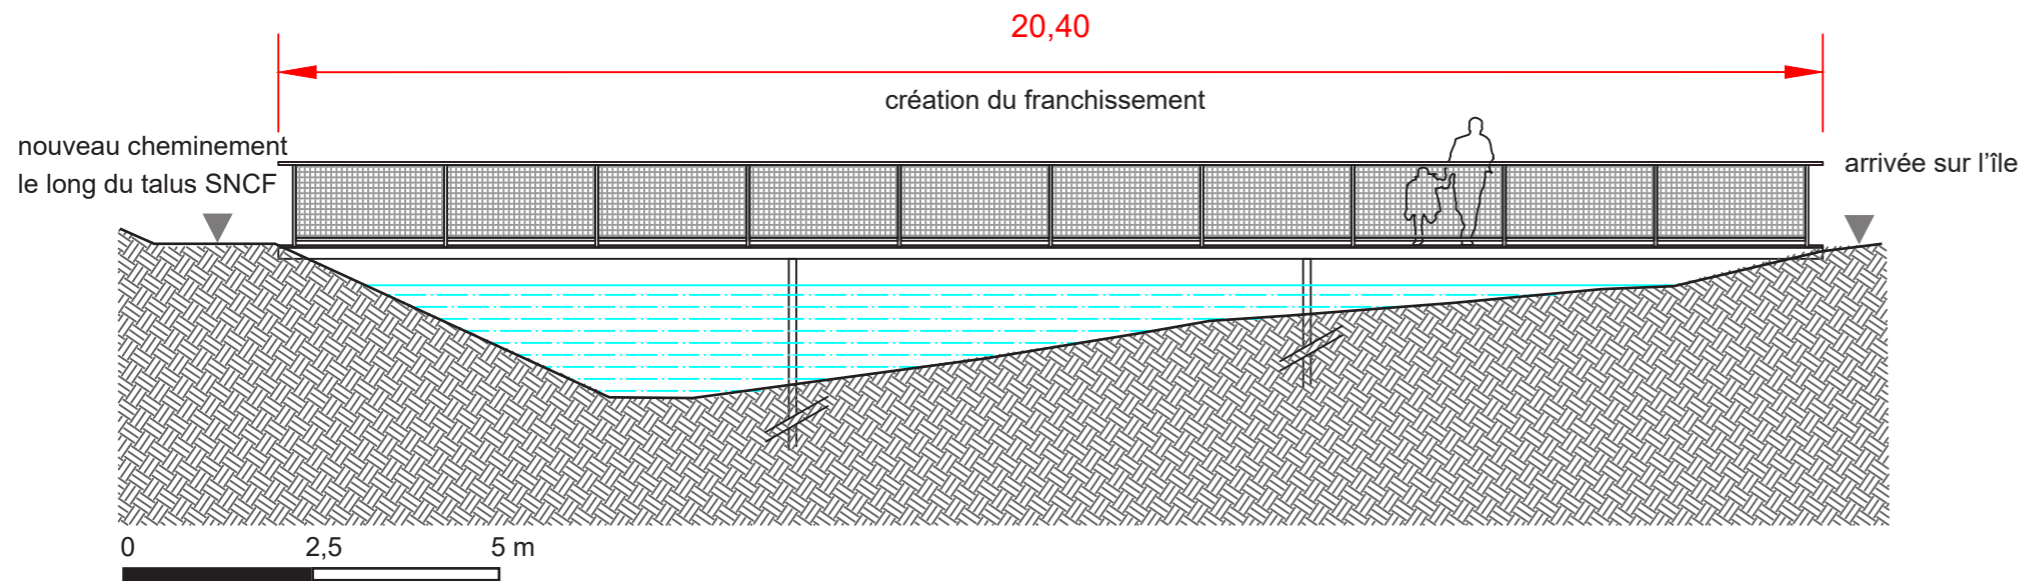 20,40
création du franchissement
nouveau cheminement
le long du talus SNCF
arrivée sur l’île
0 2,5 5 m